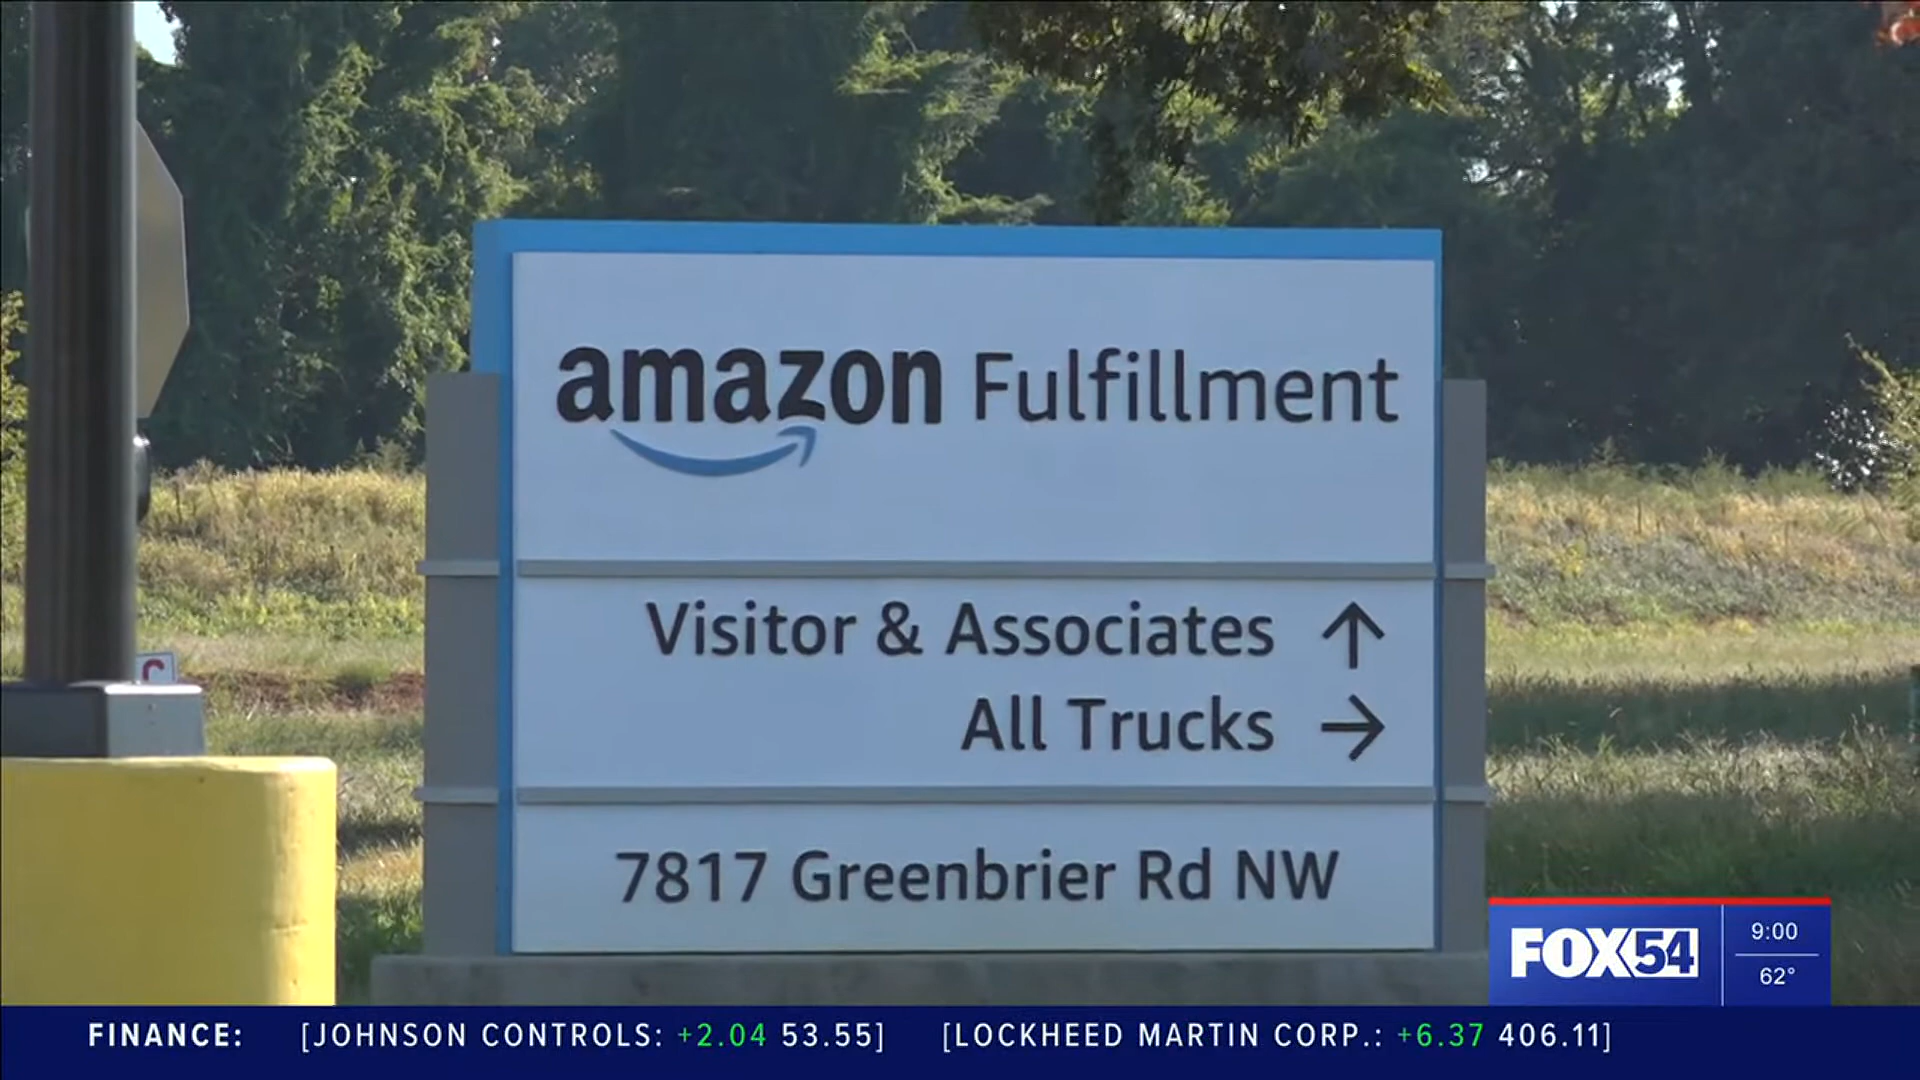 amazon Fulfillment
Visitor & Associates ↑
All Trucks →
7817 Greenbrier Rd NW
FOX54
9:00
62°
FINANCE: [JOHNSON CONTROLS: +2.04 53.55] [LOCKHEED MARTIN CORP.: +6.37 406.11]